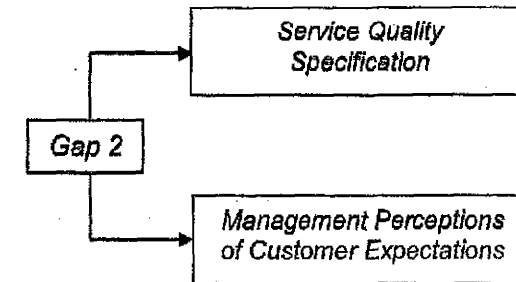 Service Quality
Specification
Gap 2
Management Perceptions
of Customer Expectations